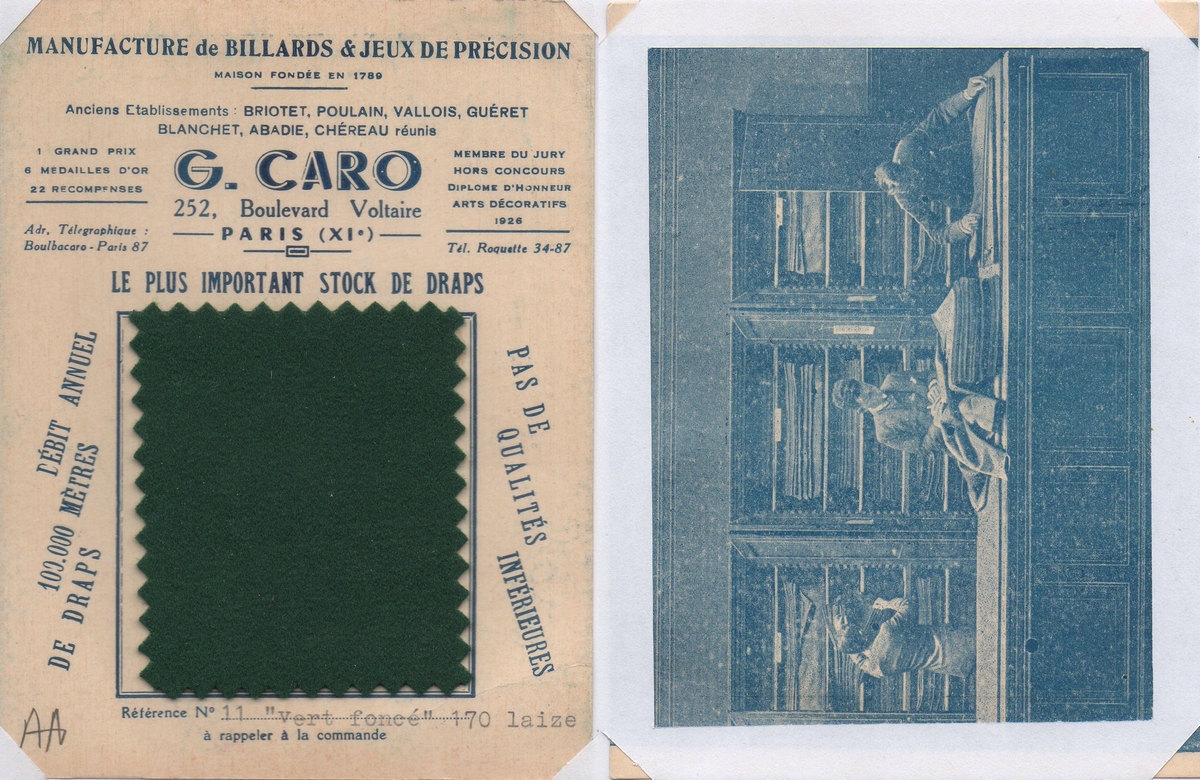 MANUFACTURE de BILLARDS & JEUX DE PRÉCISION
MAISON FONDÉE EN 1789
Anciens Etablissements : BRIOTET, POULAIN, VALLOIS, GUÉRET
BLANCHET, ABADIE, CHÉREAU réunis
1 GRAND PRIX
6 MEDAILLES D'OR
22 RECOMPENSES
Adr. Télegraphique :
Boulbacaro - Paris 87
G. CARO
252, Boulevard Voltaire
PARIS (XIe)
MEMBRE DU JURY
HORS CONCOURS
DIPLOME D'HONNEUR
ARTS DÉCORATIFS
1926
Tél. Roquette 34-87
LE PLUS IMPORTANT STOCK DE DRAPS
DÉBIT ANNUEL
100.000 MÈTRES
DE DRAPS
PAS DE
QUALITÉS
INFÉRIEURES
Référence No 11 "vert foncé" 170 laize
à rappeler à la commande
AA